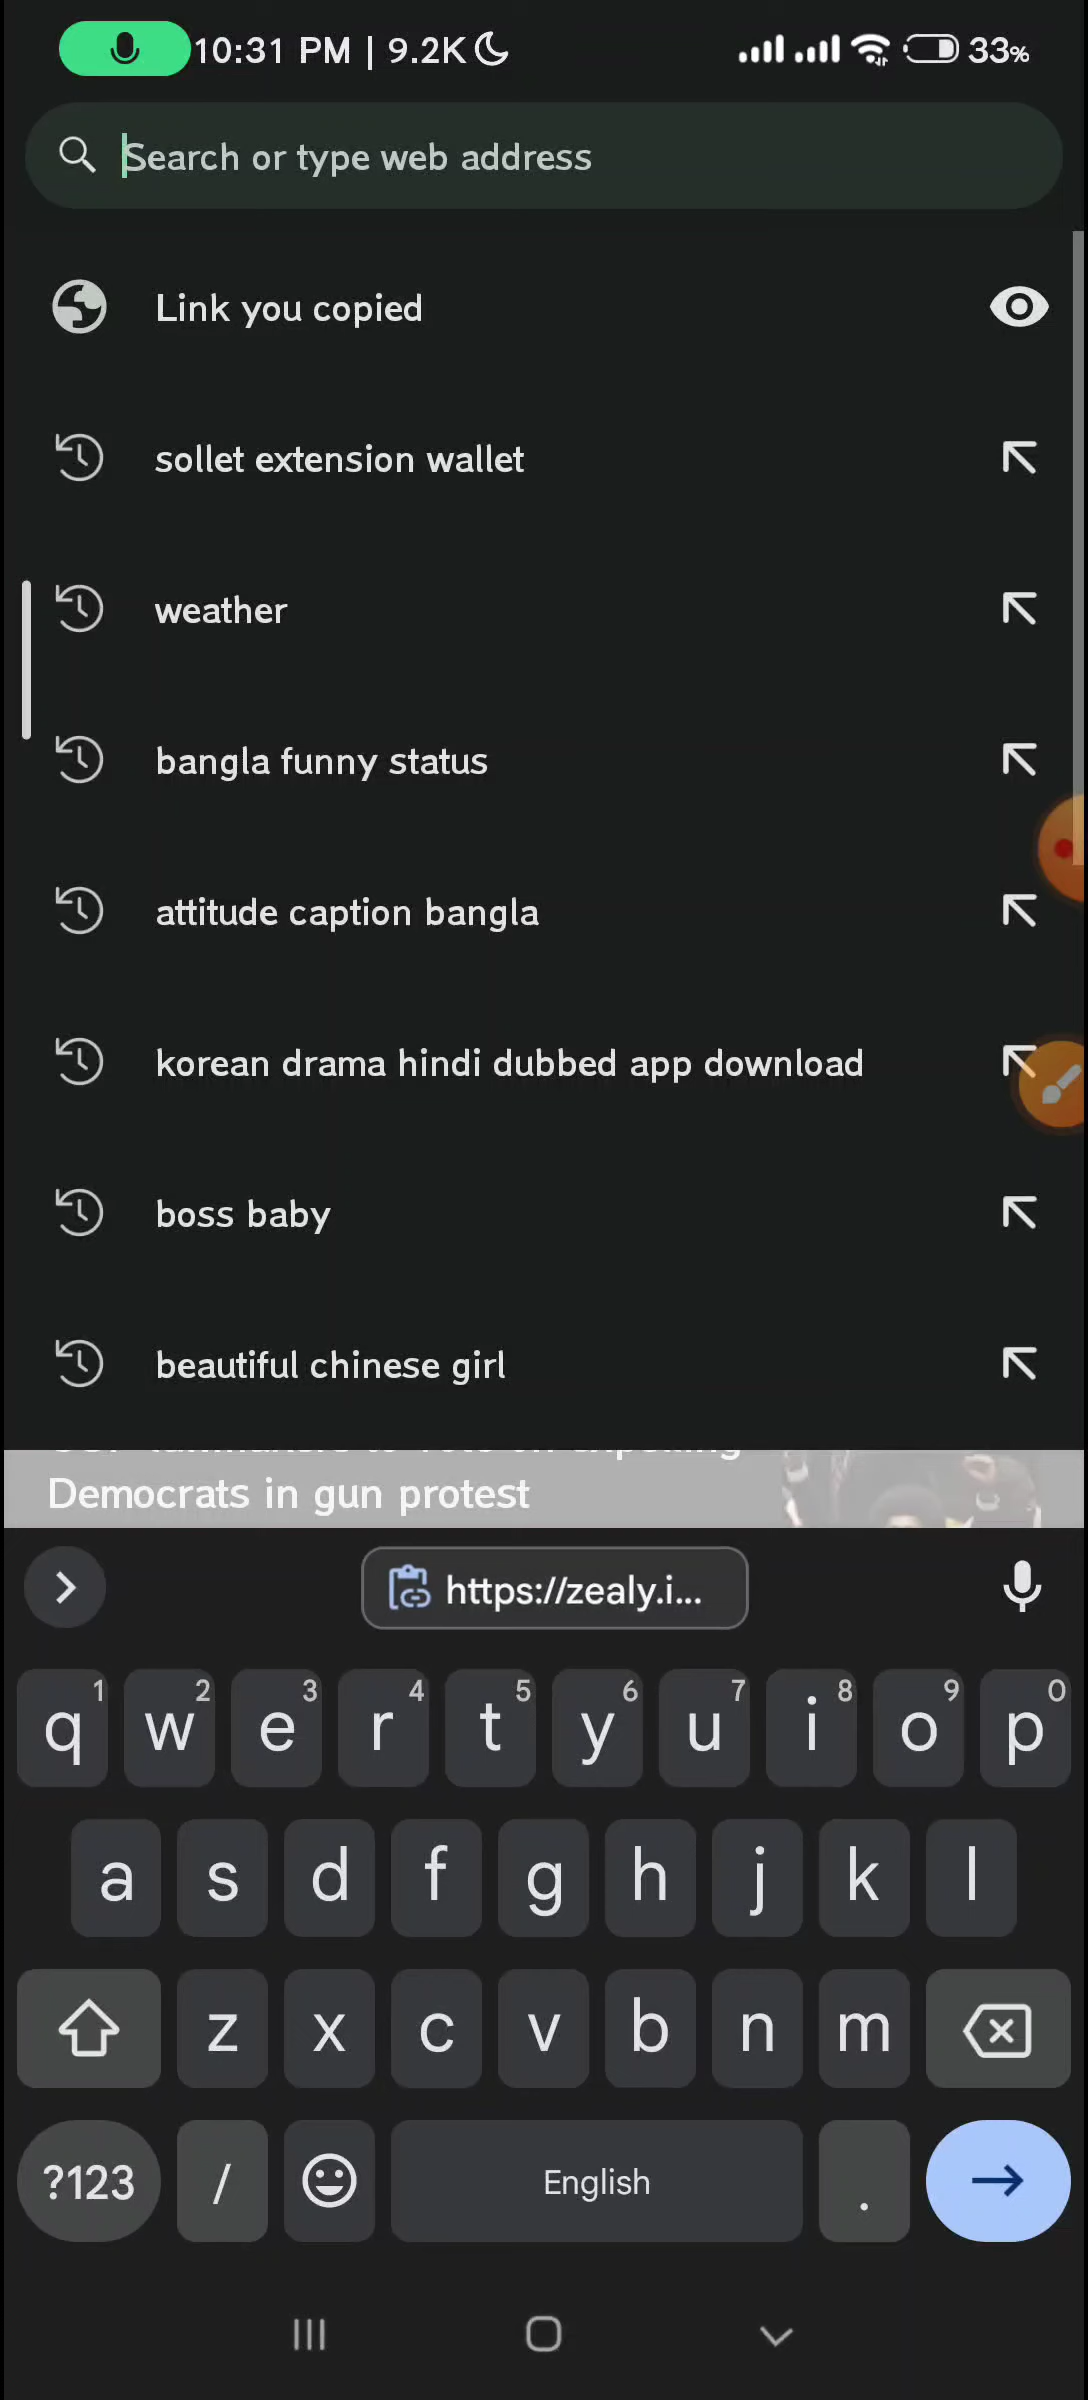 10:31 PM | 9.2K 33%
Search or type web address
Link you copied
sollet extension wallet
weather
bangla funny status
attitude caption bangla
korean drama hindi dubbed app download
boss baby
beautiful chinese girl
Democrats in gun protest
https://zealy.i...
1 2 3 4 5 6 7 8 9 0
q w e r t y u i o p
a s d f g h j k l
z x c v b n m
?123 / English .